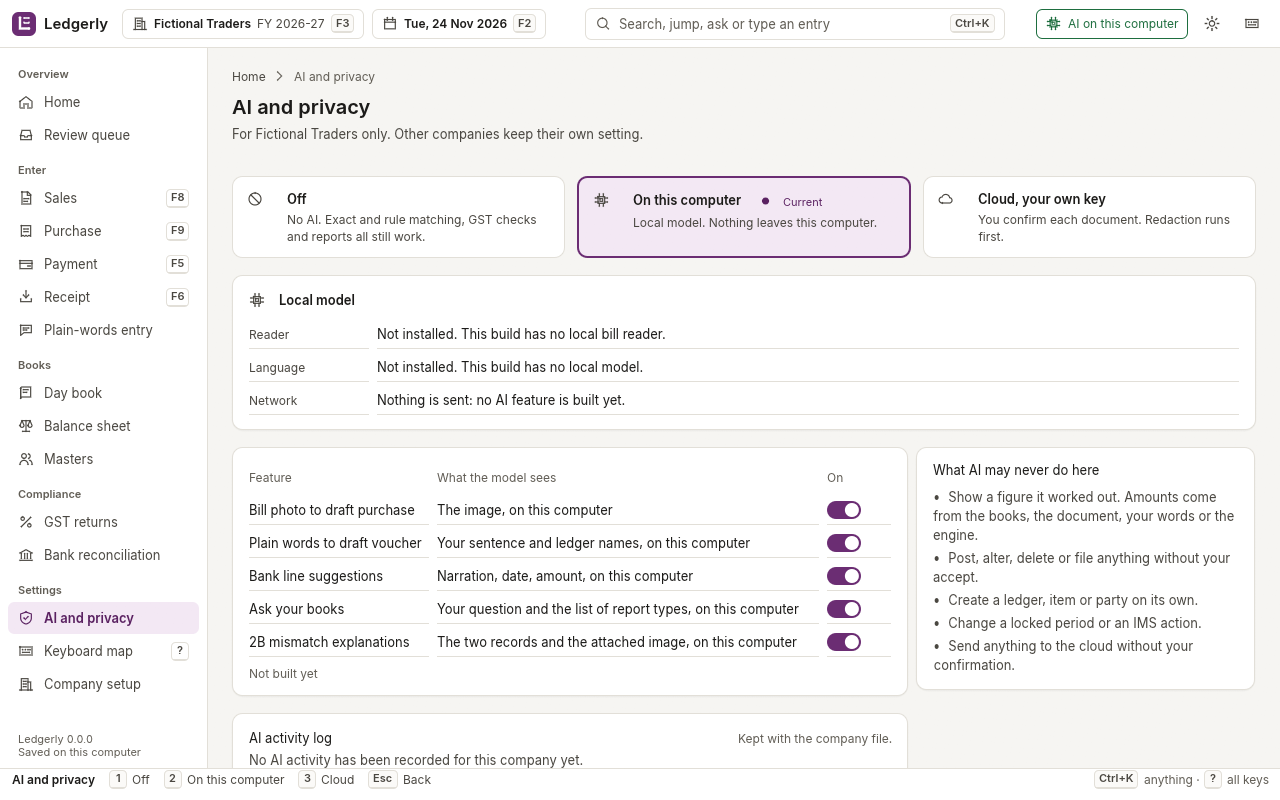 Ledgerly
Fictional Traders FY 2026-27 F3
Tue, 24 Nov 2026 F2
Search, jump, ask or type an entry Ctrl+K
AI on this computer
Overview
Home
Review queue
Enter
Sales F8
Purchase F9
Payment F5
Receipt F6
Plain-words entry
Books
Day book
Balance sheet
Masters
Compliance
GST returns
Bank reconciliation
Settings
AI and privacy
Keyboard map ?
Company setup
Ledgerly 0.0.0
Saved on this computer
Home AI and privacy
AI and privacy
For Fictional Traders only. Other companies keep their own setting.
Off
No AI. Exact and rule matching, GST checks
and reports all still work.
On this computer • Current
Local model. Nothing leaves this computer.
Cloud, your own key
You confirm each document. Redaction runs
first.
Local model
Reader Not installed. This build has no local bill reader.
Language Not installed. This build has no local model.
Network Nothing is sent: no AI feature is built yet.
Feature What the model sees On
Bill photo to draft purchase The image, on this computer
Plain words to draft voucher Your sentence and ledger names, on this computer
Bank line suggestions Narration, date, amount, on this computer
Ask your books Your question and the list of report types, on this computer
2B mismatch explanations The two records and the attached image, on this computer
Not built yet
What AI may never do here
• Show a figure it worked out. Amounts come
from the books, the document, your words or the
engine.
• Post, alter, delete or file anything without your
accept.
• Create a ledger, item or party on its own.
• Change a locked period or an IMS action.
• Send anything to the cloud without your
confirmation.
AI activity log Kept with the company file.
No AI activity has been recorded for this company yet.
AI and privacy 1 Off 2 On this computer 3 Cloud Esc Back
Ctrl+K anything · ? all keys